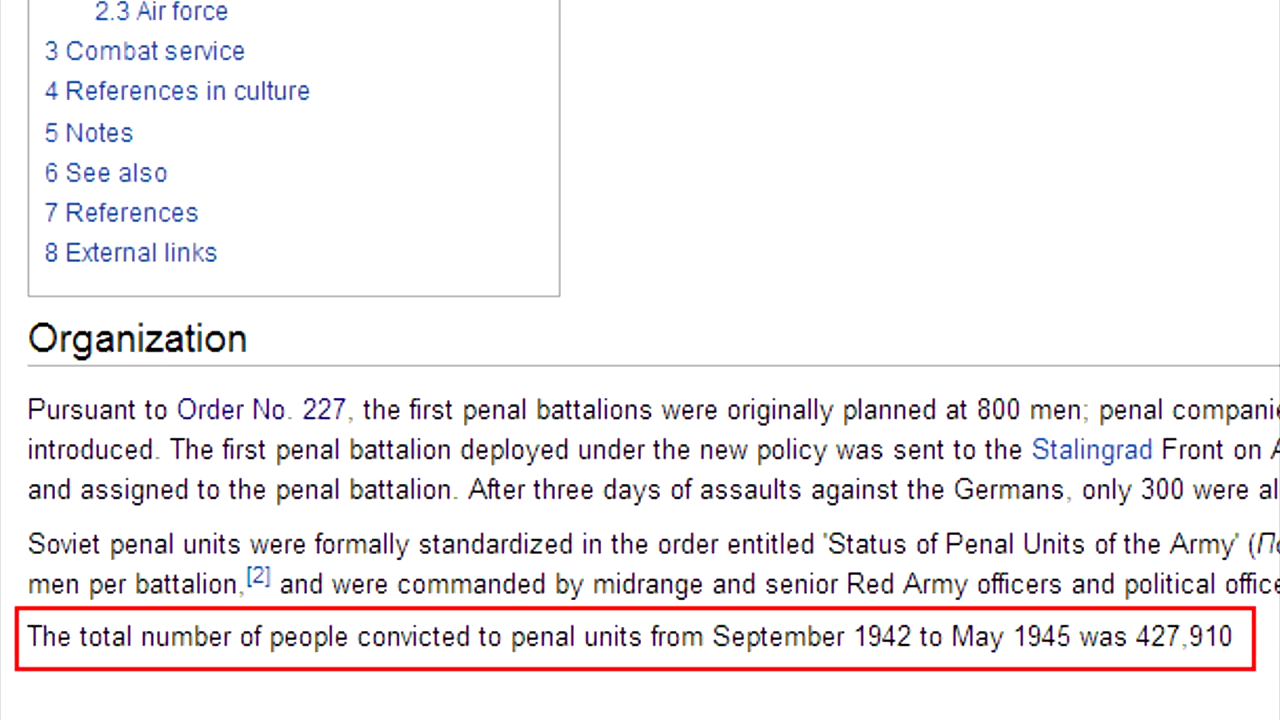 2.3 Air force
3 Combat service
4 References in culture
5 Notes
6 See also
7 References
8 External links
Organization
Pursuant to Order No. 227, the first penal battalions were originally planned at 800 men; penal
introduced. The first penal battalion deployed under the new policy was sent to the Stalingrad Front on
and assigned to the penal battalion. After three days of assaults against the Germans, only 300 were
Soviet penal units were formally standardized in the order entitled 'Status of Penal Units of the Army' (
men per battalion,[2] and were commanded by midrange and senior Red Army officers and political
The total number of people convicted to penal units from September 1942 to May 1945 was 427,910